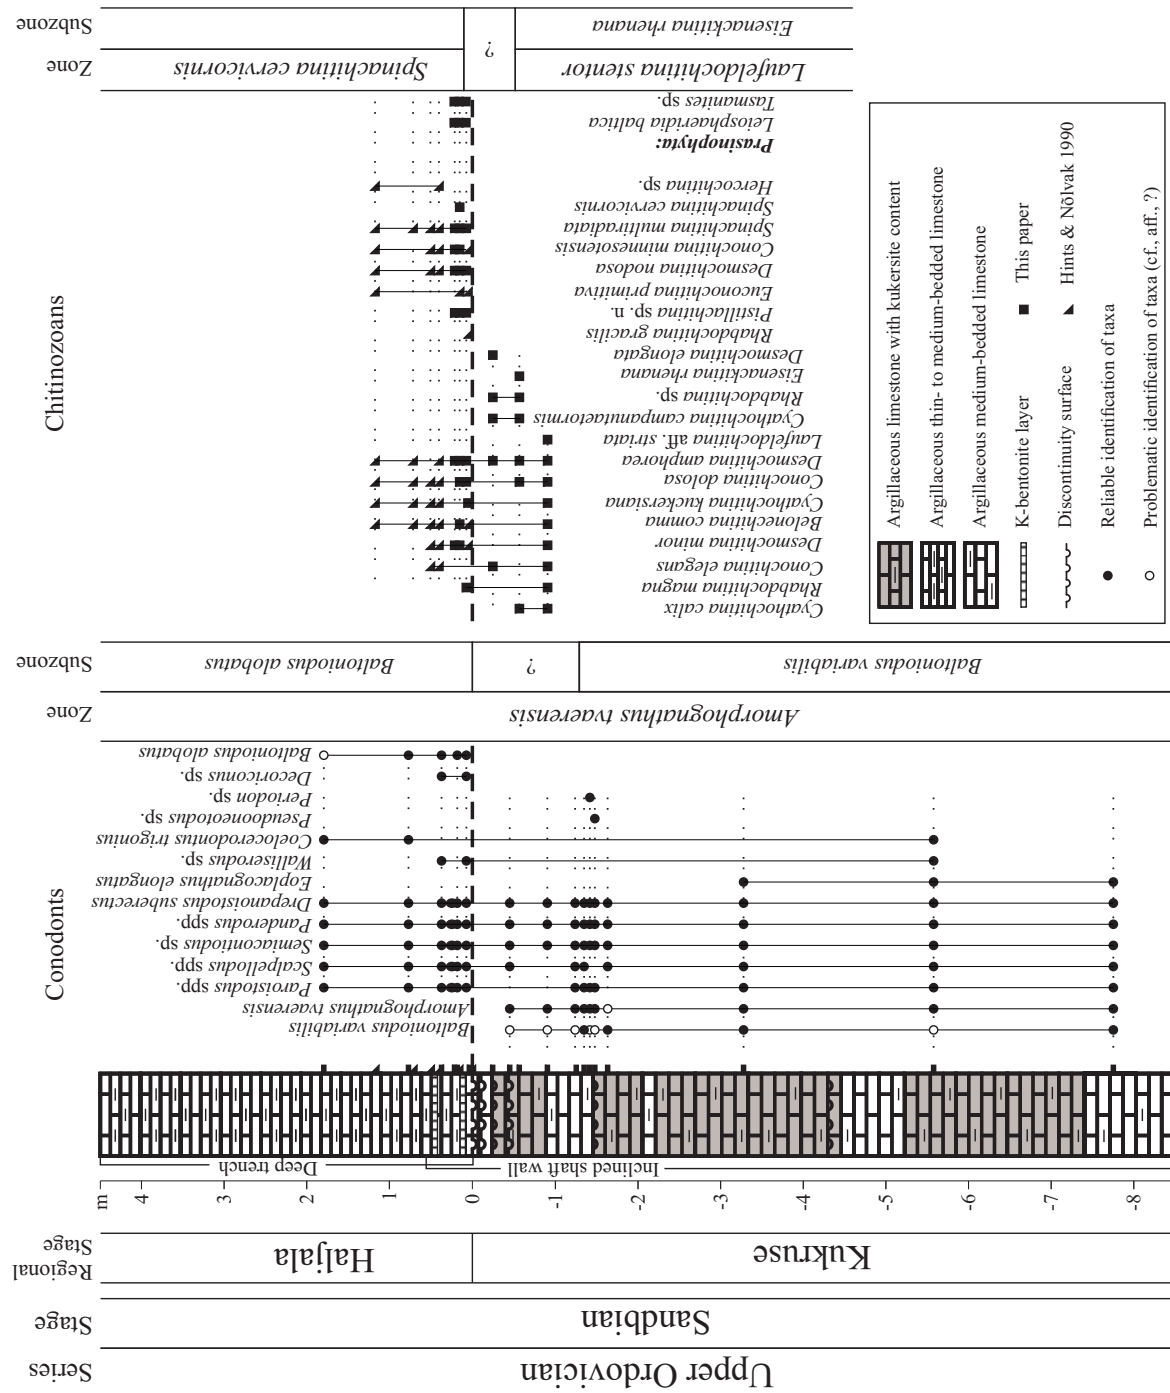 Series
Upper Ordovician
Stage
Sandbian
Regional
Stage
Haljala
Kukruse
m
4
3
2
1
0
-1
-2
-3
-4
-5
-6
-7
-8
Deep trench
Inclined shaft wall
Conodonts
Baltoniodus variabilis
Amorphognathus tvaerensis
Paroistodus spp.
Scalpellodus spp.
Semiacontiodus sp.
Panderodus spp.
Drepanoistodus suberectus
Eoplacognathus elongatus
Walliserodus sp.
Coelocerodontus trigonius
Pseudooneotodus sp.
Periodon sp.
Decoriconus sp.
Baltoniodus alobatus
Zone
Amorphognathus tvaerensis
Subzone
Baltoniodus alobatus
?
Baltoniodus variabilis
Chitinozoans
Cyathochitina calix
Rhabdochitina magna
Conochitina elegans
Desmochitina minor
Belonechitina comma
Cyathochitina kuckersiana
Conochitina dolosa
Desmochitina amphorea
Laufeldochitina aff. striata
Cyathochitina campanulaeformis
Rhabdochitina sp.
Eisenackitina rhenana
Desmochitina elongata
Rhabdochitina gracilis
Pistillachitina sp. n.
Euconochitina primitiva
Desmochitina nodosa
Conochitina minnesotensis
Spinachitina multiradiata
Spinachitina cervicornis
Hercochitina sp.
Prasinophyta:
Leiosphaeridia baltica
Tasmanites sp.
Zone
Spinachitina cervicornis
?
Laufeldochitina stentor
Subzone
Eisenackitina rhenana
Argillaceous limestone with kukersite content
Argillaceous thin- to medium-bedded limestone
Argillaceous medium-bedded limestone
K-bentonite layer
This paper
Discontinuity surface
Hints & Nõlvak 1990
Reliable identification of taxa
Problematic identification of taxa (cf., aff., ?)